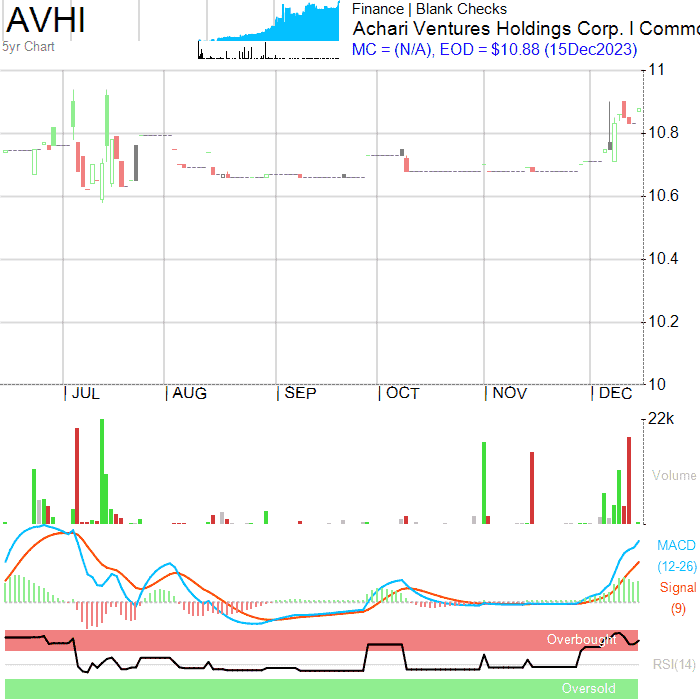 AVHI
5yr Chart
Finance | Blank Checks
Achari Ventures Holdings Corp. I Commo
MC = (N/A), EOD = $10.88 (15Dec2023)
11
10.8
10.6
10.4
10.2
10
| JUL | AUG | SEP | OCT | NOV | DEC
22k
Volume
MACD
(12-26)
Signal
(9)
Overbought
RSI(14)
Oversold